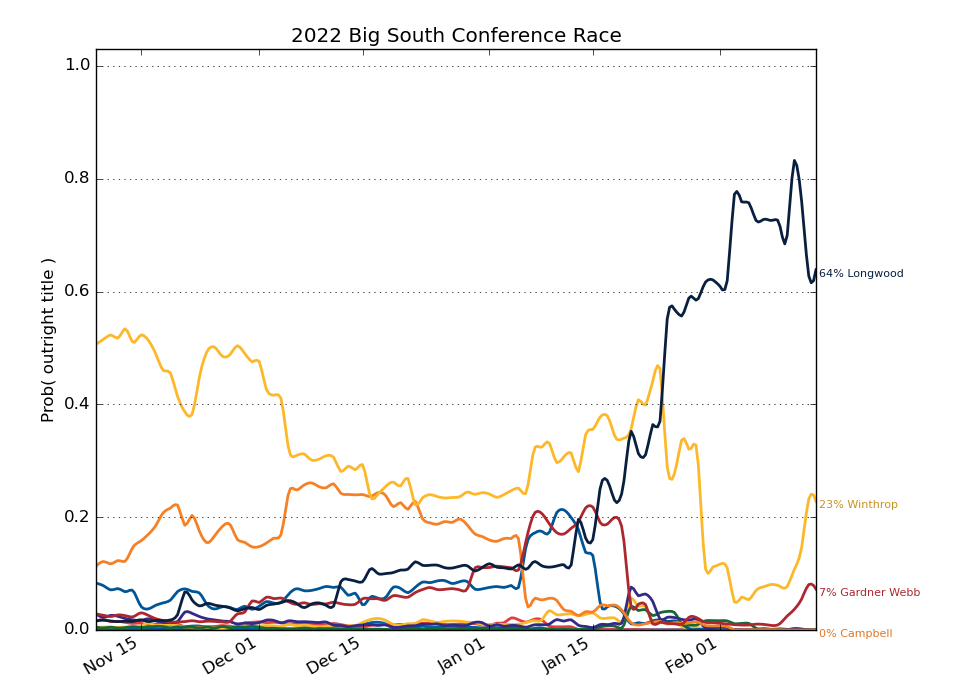 2022 Big South Conference Race
Prob( outright title )
1.0
0.8
0.6
0.4
0.2
0.0
64% Longwood
23% Winthrop
7% Gardner Webb
0% Campbell
Nov 15
Dec 01
Dec 15
Jan 01
Jan 15
Feb 01